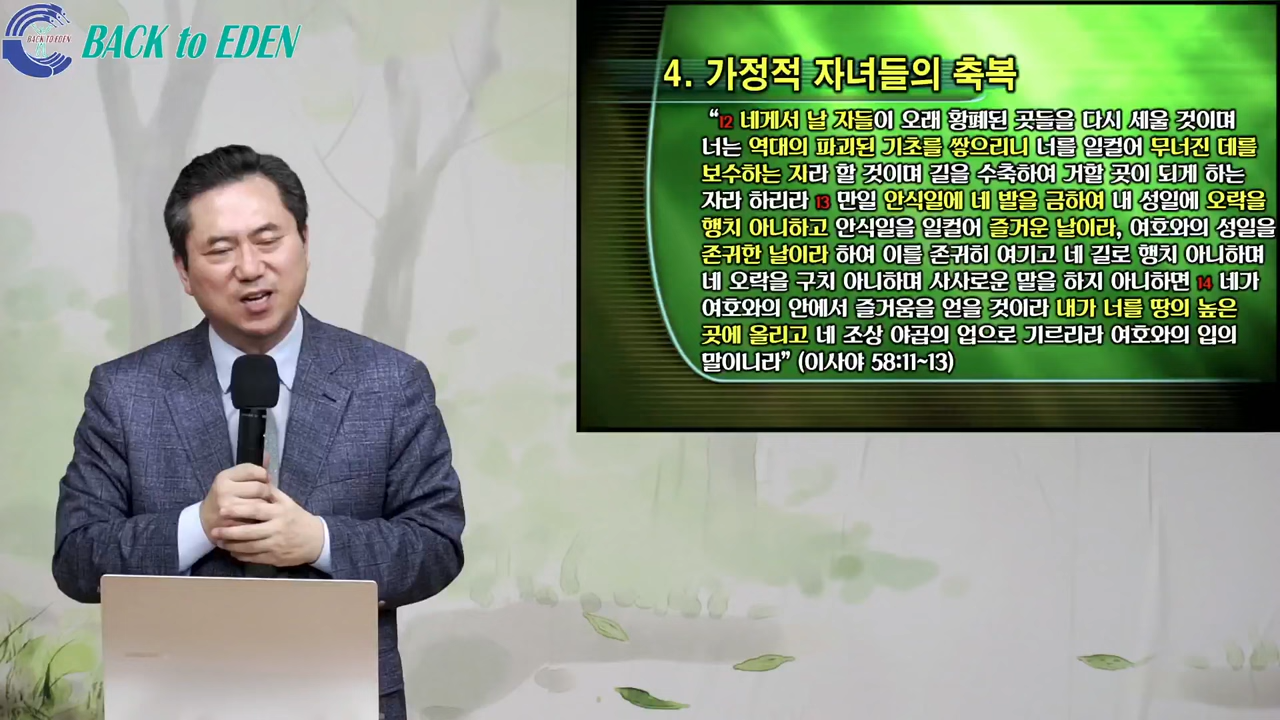 BACK TO EDEN
BACK to EDEN
4. 가정적 자녀들의 축복
“12 네게서 날 자들이 오래 황폐된 곳들을 다시 세울 것이며
너는 역대의 파괴된 기초를 쌓으리니 너를 일컬어 무너진 데를
보수하는 자라 할 것이며 길을 수축하여 거할 곳이 되게 하는
자라 하리라 13 만일 안식일에 네 발을 금하여 내 성일에 오락을
행치 아니하고 안식일을 일컬어 즐거운 날이라, 여호와의 성일을
존귀한 날이라 하여 이를 존귀히 여기고 네 길로 행치 아니하며
네 오락을 구치 아니하며 사사로운 말을 하지 아니하면 14 네가
여호와의 안에서 즐거움을 얻을 것이라 내가 너를 땅의 높은
곳에 올리고 네 조상 야곱의 업으로 기르리라 여호와의 입의
말이니라” (이사야 58:11~13)